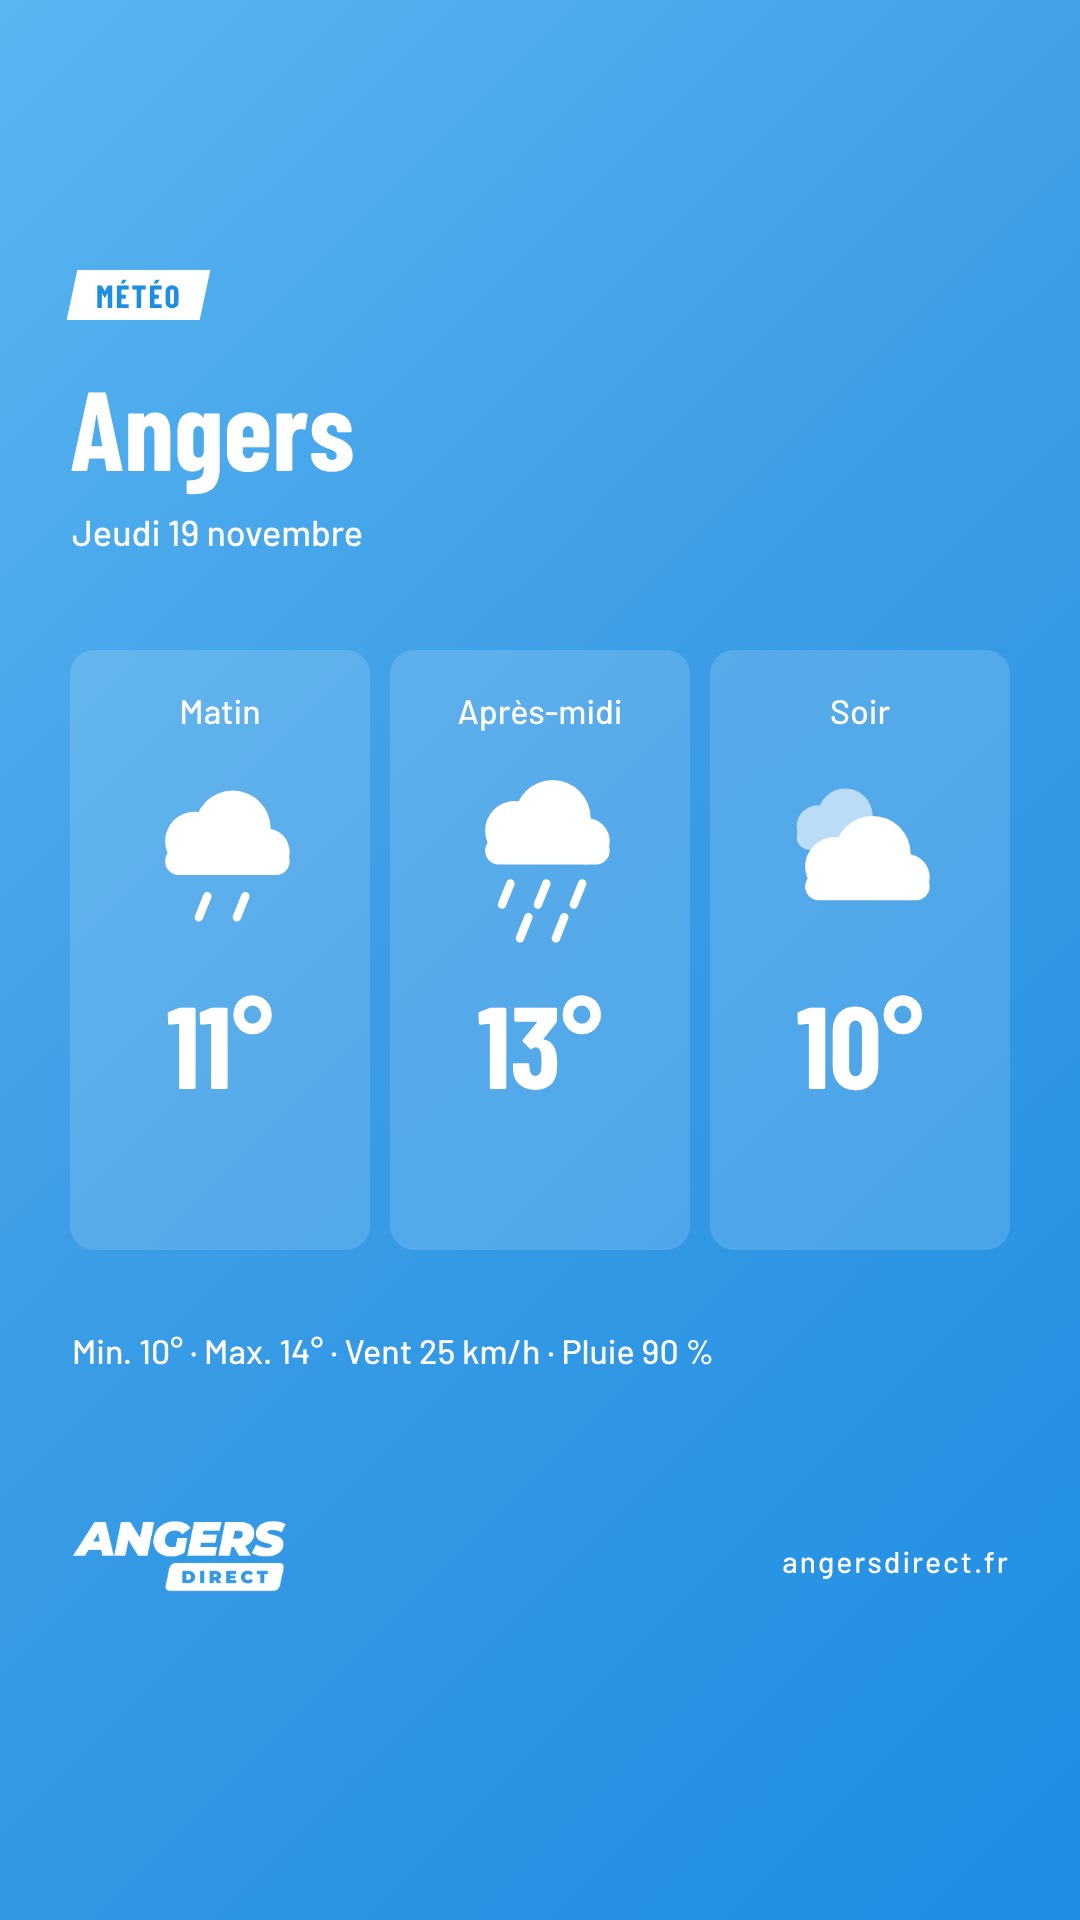 MÉTÉO
Angers
Jeudi 19 novembre
Matin
Après-midi
Soir
11°
13°
10°
Min. 10° · Max. 14° · Vent 25 km/h · Pluie 90 %
ANGERS
DIRECT
angersdirect.fr